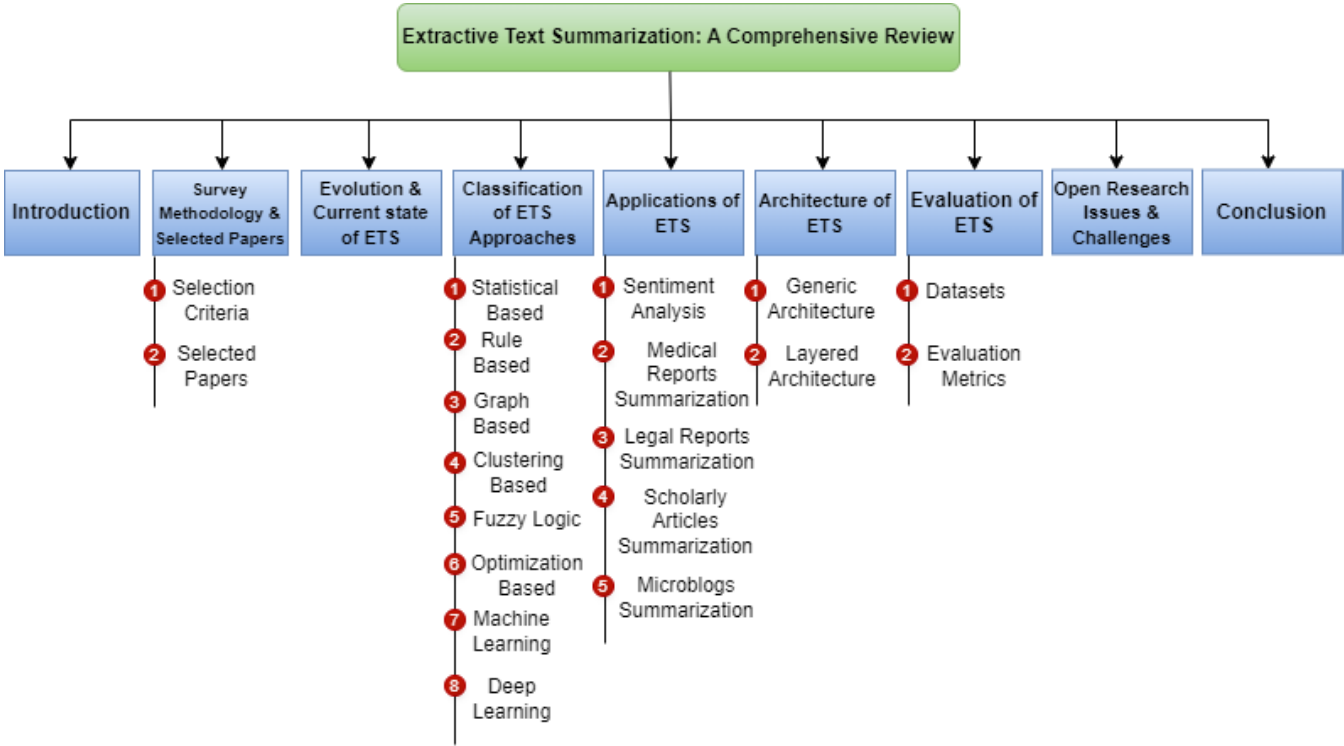 Extractive Text Summarization: A Comprehensive Review
Introduction
Survey
Methodology &
Selected Papers
Evolution &
Current state
of ETS
Classification
of ETS
Approaches
Applications of
ETS
Architecture of
ETS
Evaluation of
ETS
Open Research
Issues &
Challenges
Conclusion
1 Selection
Criteria
2 Selected
Papers
1 Statistical
Based
2 Rule
Based
3 Graph
Based
4 Clustering
Based
5 Fuzzy Logic
6 Optimization
Based
7 Machine
Learning
8 Deep
Learning
1 Sentiment
Analysis
2 Medical
Reports
Summarization
3 Legal Reports
Summarization
4 Scholarly
Articles
Summarization
5 Microblogs
Summarization
1 Generic
Architecture
2 Layered
Architecture
1 Datasets
2 Evaluation
Metrics